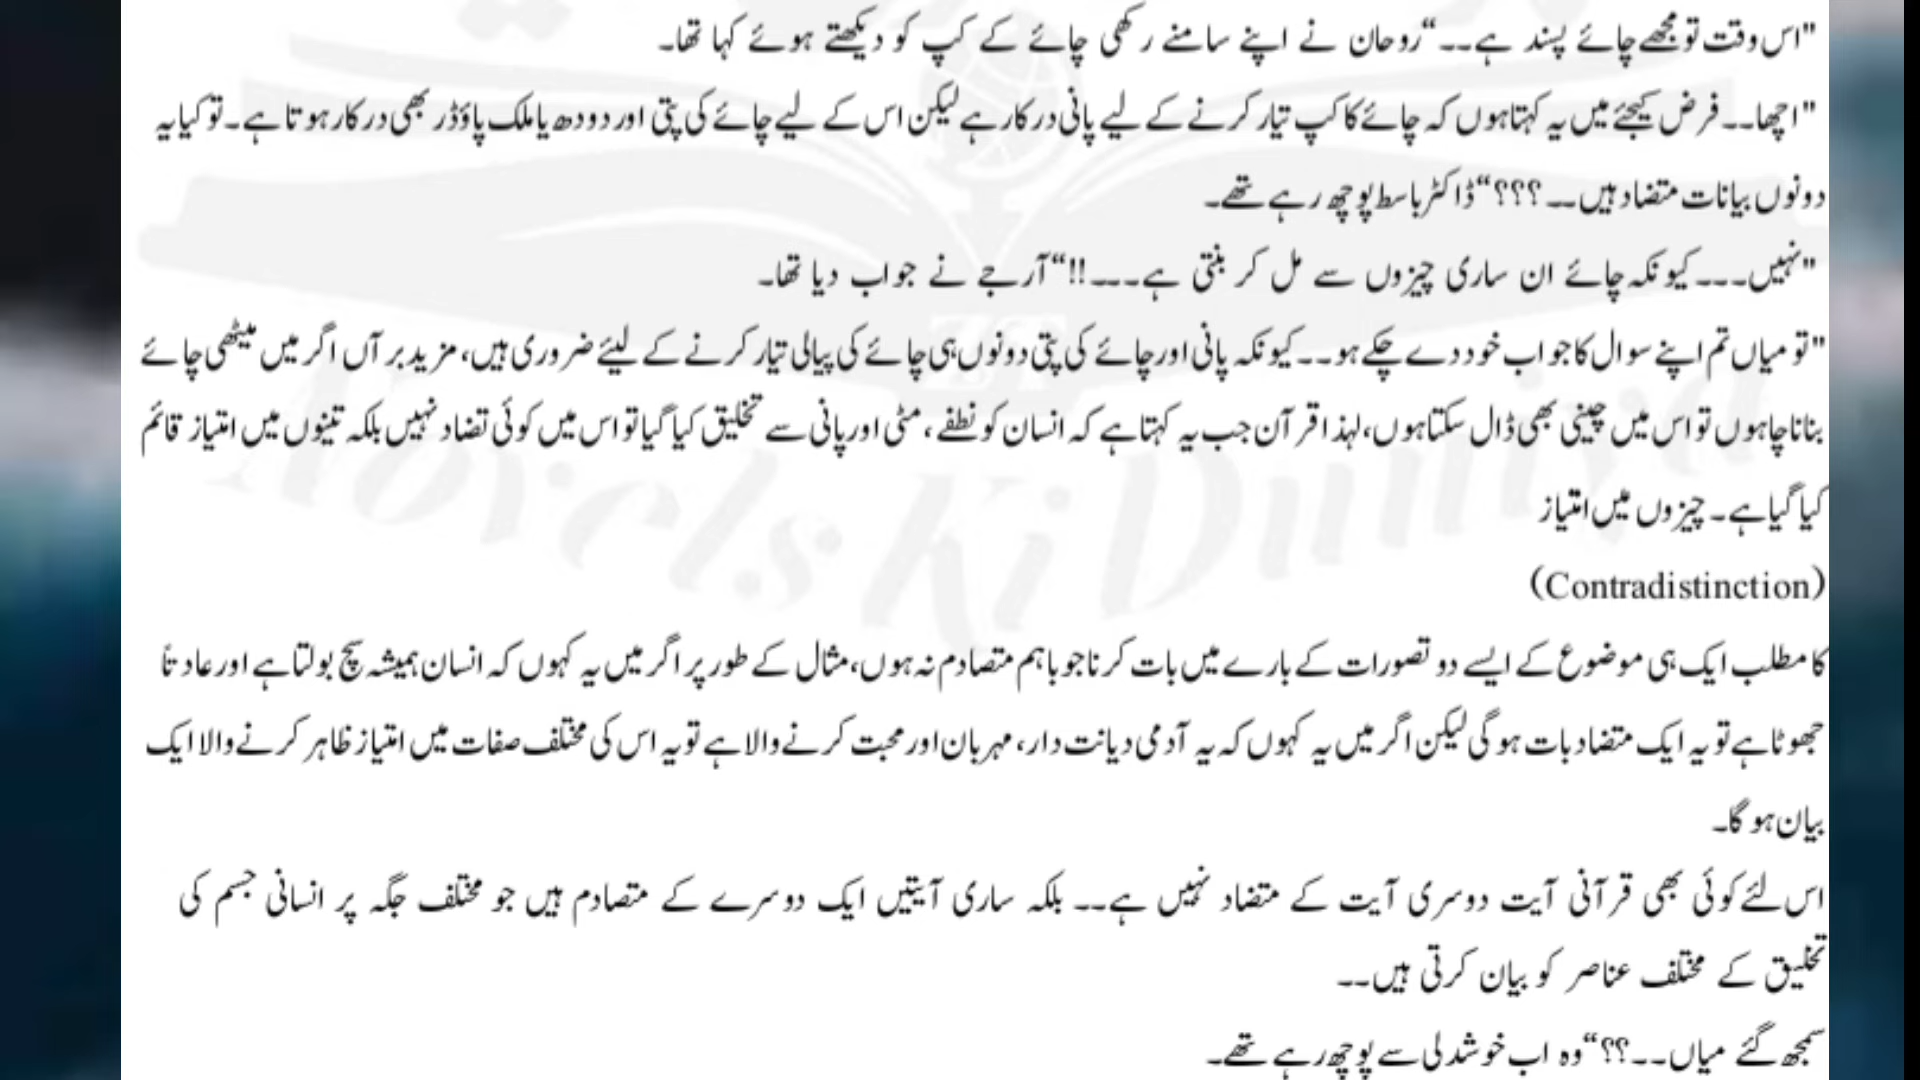 "اس وقت تو مجھے چائے پسند ہے۔۔“ روحان نے اپنے سامنے رکھی چائے کے کپ کو دیکھتے ہوئے کہا تھا۔
"اچھا۔۔ فرض کیجئے میں یہ کہتا ہوں کہ چائے کا کپ تیار کرنے کے لیے پانی درکار ہے لیکن اس کے لیے چائے کی پتی اور دودھ یا ملک پاؤڈر بھی درکار ہوتا ہے۔ تو کیا یہ
دونوں بیانات متضاد ہیں۔۔ ؟؟؟“ ڈاکٹر باسط پوچھ رہے تھے۔
"نہیں۔۔۔ کیونکہ چائے ان ساری چیزوں سے مل کر بنتی ہے۔۔۔!!“ آر جے نے جواب دیا تھا۔
"تو میاں تم اپنے سوال کا جواب خود دے چکے ہو۔۔ کیونکہ پانی اور چائے کی پتی دونوں ہی چائے کی پیالی تیار کرنے کے لیئے ضروری ہیں، مزید بر آں اگر میں میٹھی چائے
بنانا چاہوں تو اس میں چینی بھی ڈال سکتا ہوں، لہذا قرآن جب یہ کہتا ہے کہ انسان کو نطفے، مٹی اور پانی سے تخلیق کیا گیا تو اس میں کوئی تضاد نہیں بلکہ تینوں میں امتیاز قائم
کیا گیا ہے۔ چیزوں میں امتیاز
(Contradistinction)
کا مطلب ایک ہی موضوع کے ایسے دو تصورات کے بارے میں بات کرنا جو باہم متصادم نہ ہوں، مثال کے طور پر اگر میں یہ کہوں کہ انسان ہمیشہ سچ بولتا ہے اور عادتاً
جھوٹا ہے تو یہ ایک متضاد بات ہو گی لیکن اگر میں یہ کہوں کہ یہ آدمی دیانت دار، مہربان اور محبت کرنے والا ہے تو یہ اس کی مختلف صفات میں امتیاز ظاہر کرنے والا ایک
بیان ہو گا۔
اس لئے کوئی بھی قرآنی آیت دوسری آیت کے متضاد نہیں ہے۔۔ بلکہ ساری آیتیں ایک دوسرے کے متصادم ہیں جو مختلف جگہ پر انسانی جسم کی
تخلیق کے مختلف عناصر کو بیان کرتی ہیں۔۔
سمجھ گئے میاں۔۔؟؟“ وہ اب خوشدلی سے پوچھ رہے تھے۔
Novels Ki Duniya